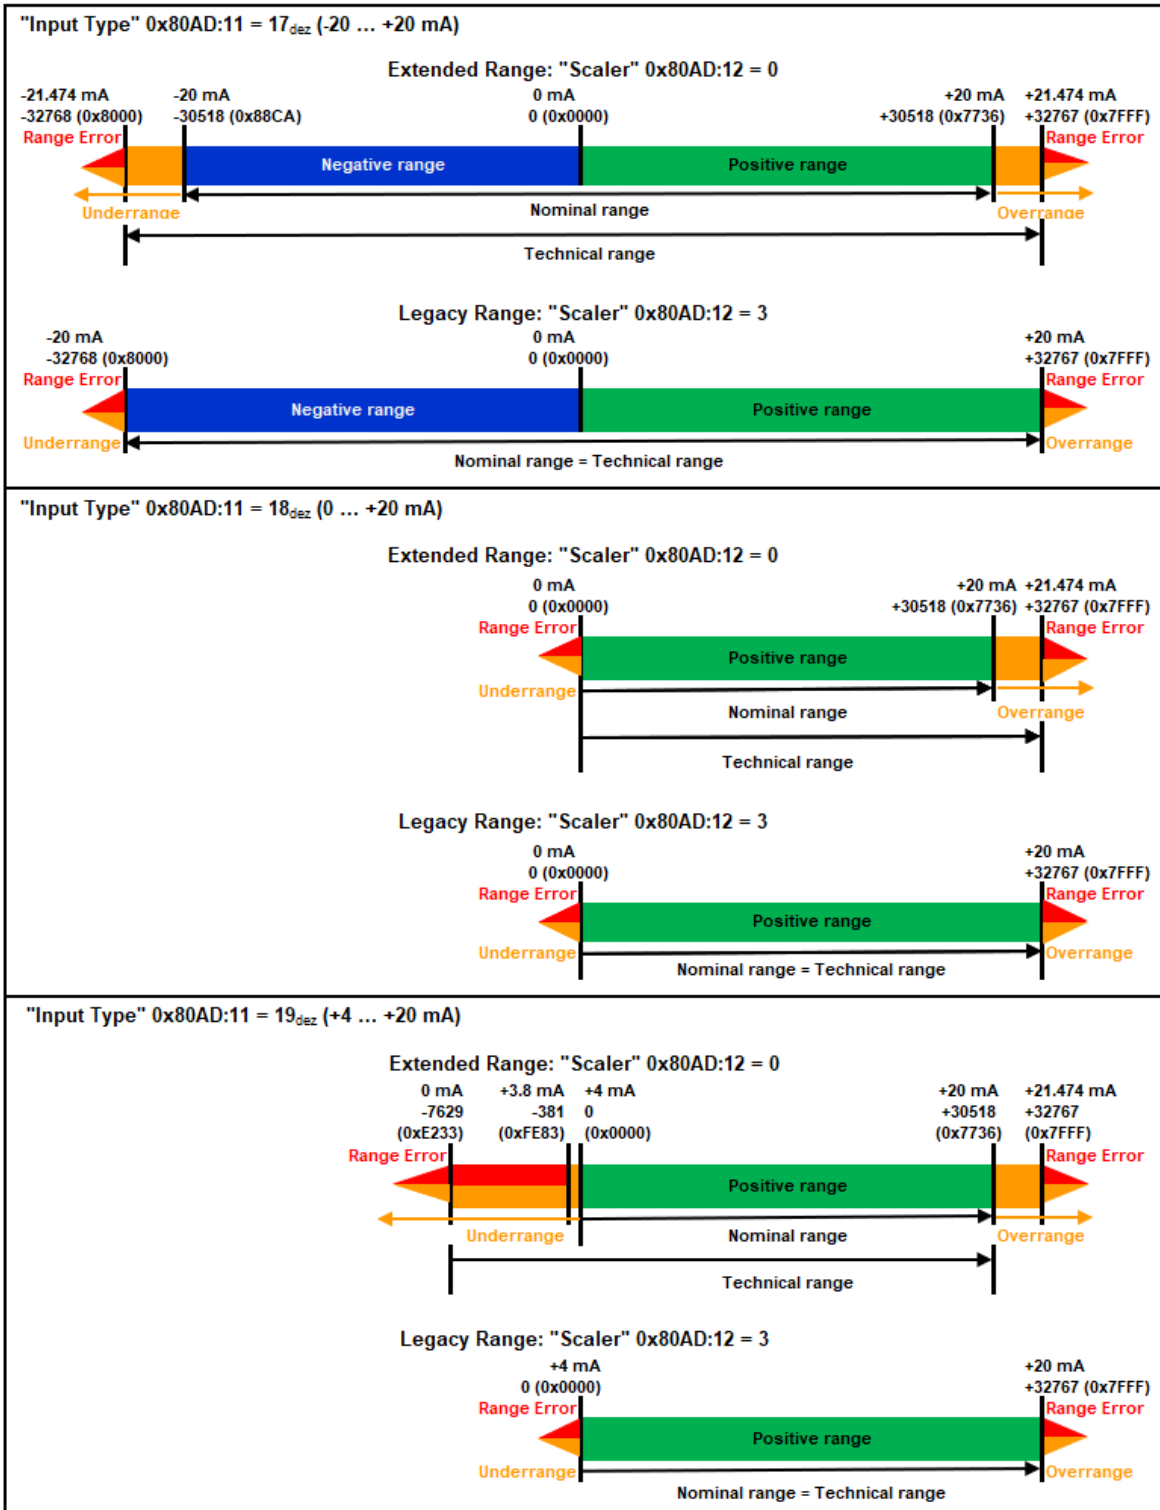 "Input Type" 0x80AD:11 = 17dez (-20 ... +20 mA)
Extended Range: "Scaler" 0x80AD:12 = 0
-21.474 mA -20 mA 0 mA +20 mA +21.474 mA
-32768 (0x8000) -30518 (0x88CA) 0 (0x0000) +30518 (0x7736) +32767 (0x7FFF)
Range Error Range Error
Negative range Positive range
Underrange Nominal range Overrange
Technical range
Legacy Range: "Scaler" 0x80AD:12 = 3
-20 mA 0 mA +20 mA
-32768 (0x8000) 0 (0x0000) +32767 (0x7FFF)
Range Error Range Error
Negative range Positive range
Underrange Overrange
Nominal range = Technical range
"Input Type" 0x80AD:11 = 18dez (0 ... +20 mA)
Extended Range: "Scaler" 0x80AD:12 = 0
0 mA +20 mA +21.474 mA
0 (0x0000) +30518 (0x7736) +32767 (0x7FFF)
Range Error Range Error
Positive range
Underrange
Nominal range Overrange
Technical range
Legacy Range: "Scaler" 0x80AD:12 = 3
0 mA +20 mA
0 (0x0000) +32767 (0x7FFF)
Range Error Range Error
Positive range
Underrange Overrange
Nominal range = Technical range
"Input Type" 0x80AD:11 = 19dez (+4 ... +20 mA)
Extended Range: "Scaler" 0x80AD:12 = 0
0 mA +3.8 mA +4 mA +20 mA +21.474 mA
-7629 -381 0 +30518 +32767
(0xE233) (0xFE83) (0x0000) (0x7736) (0x7FFF)
Range Error Range Error
Positive range
Underrange Nominal range Overrange
Technical range
Legacy Range: "Scaler" 0x80AD:12 = 3
+4 mA +20 mA
0 (0x0000) +32767 (0x7FFF)
Range Error Range Error
Positive range
Underrange Overrange
Nominal range = Technical range